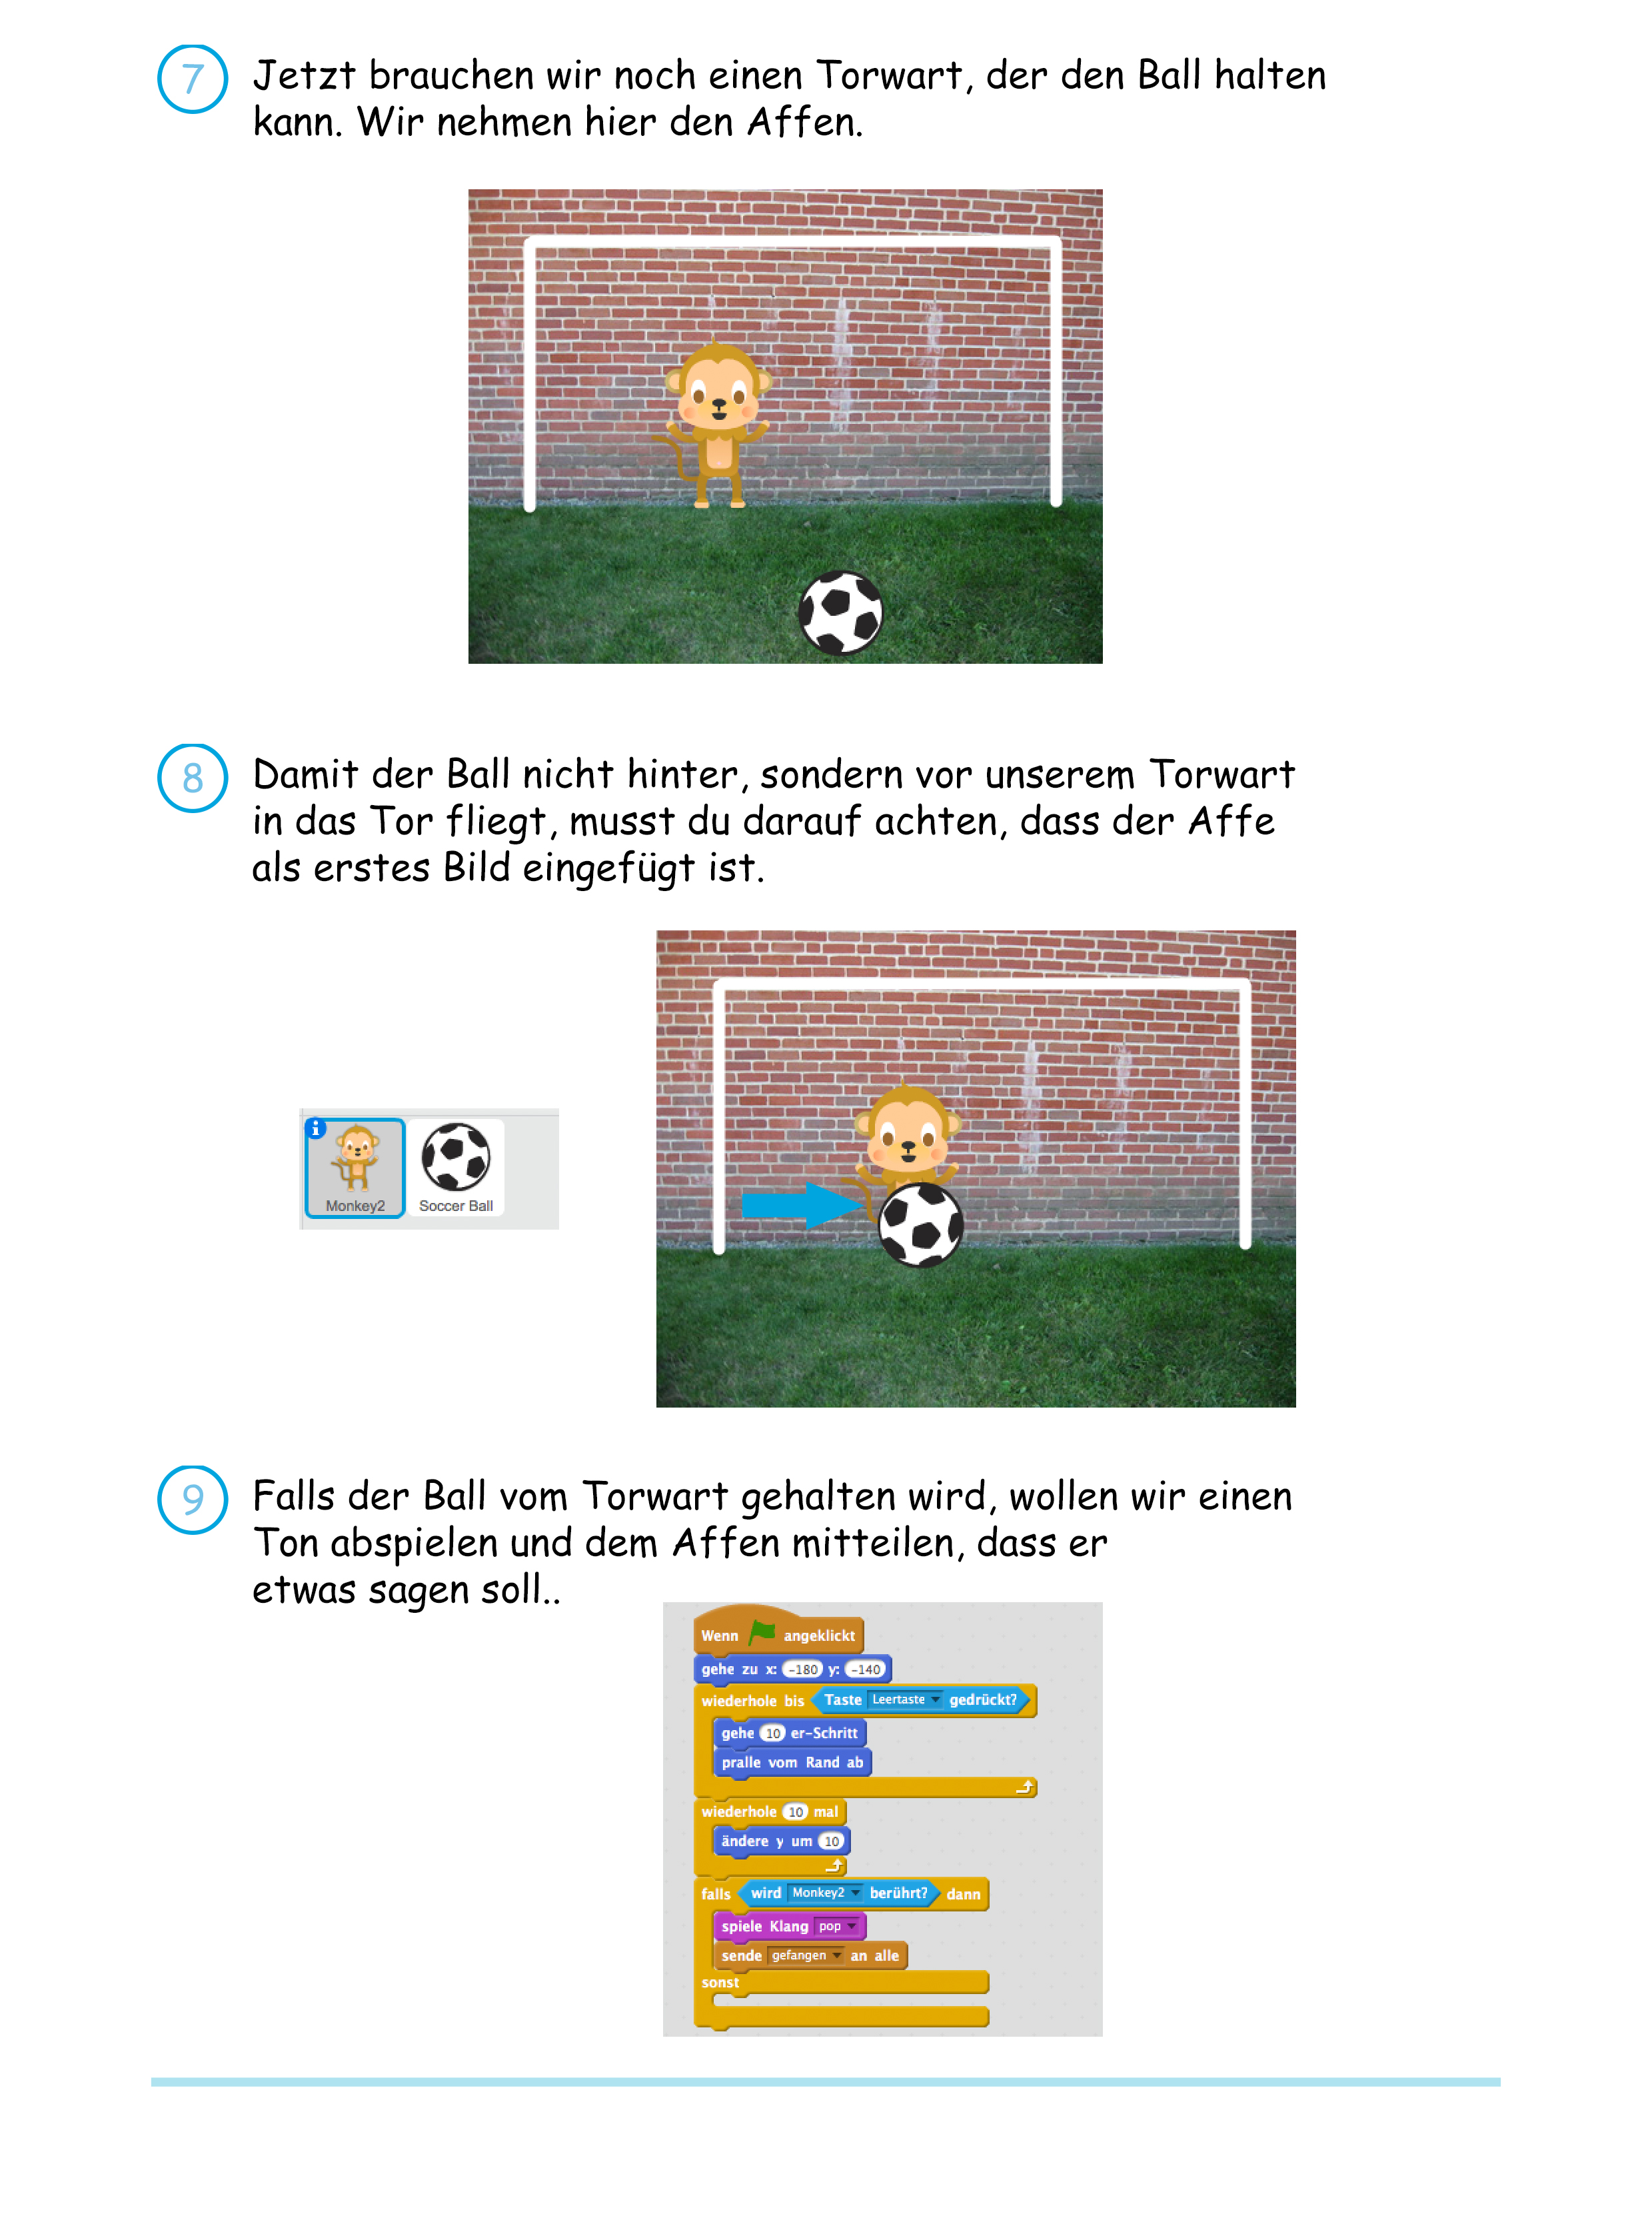 7
Jetzt brauchen wir noch einen Torwart, der den Ball halten
kann. Wir nehmen hier den Affen.
8
Damit der Ball nicht hinter, sondern vor unserem Torwart
in das Tor fliegt, musst du darauf achten, dass der Affe
als erstes Bild eingefügt ist.
i
Monkey2 Soccer Ball
9
Falls der Ball vom Torwart gehalten wird, wollen wir einen
Ton abspielen und dem Affen mitteilen, dass er
etwas sagen soll..
Wenn angeklickt
gehe zu x: -180 y: -140
wiederhole bis Taste Leertaste gedrückt?
gehe 10 er-Schritt
pralle vom Rand ab
wiederhole 10 mal
ändere y um 10
falls wird Monkey2 berührt? dann
spiele Klang pop
sende gefangen an alle
sonst